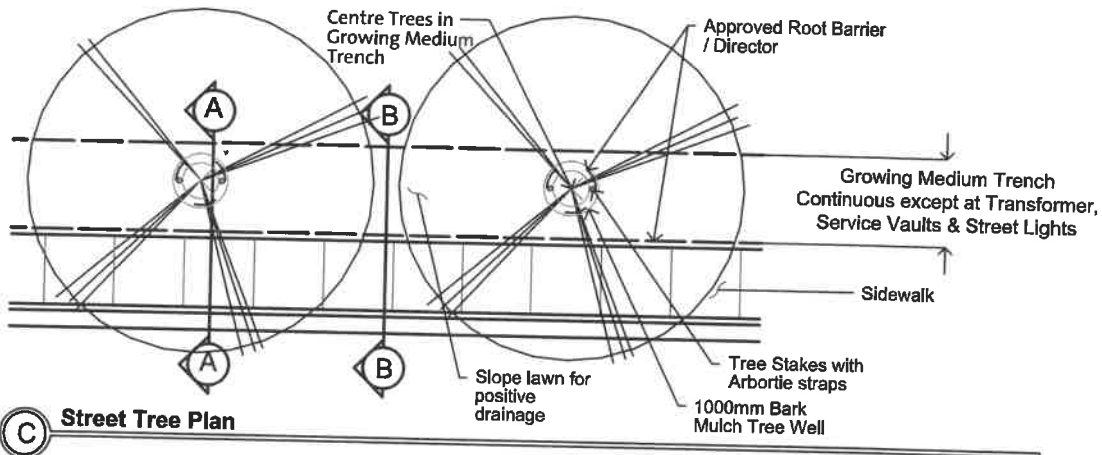 Centre Trees in
Growing Medium
Trench
Approved Root Barrier
/ Director
A
B
Growing Medium Trench
Continuous except at Transformer,
Service Vaults & Street Lights
Sidewalk
A
B
Slope lawn for
positive
drainage
Tree Stakes with
Arbortie straps
1000mm Bark
Mulch Tree Well
C
Street Tree Plan